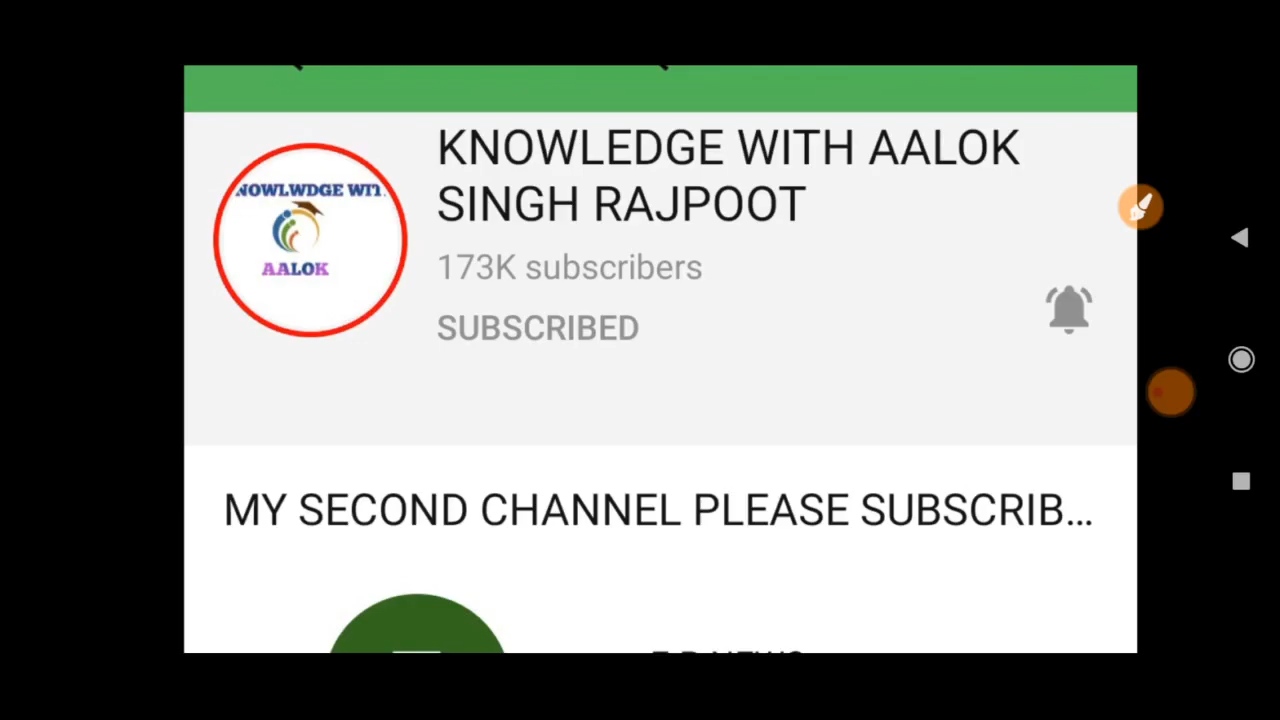 KNOWLEDGE WITH AALOK
SINGH RAJPOOT
NOWLWDGE WIT
AALOK
173K subscribers
SUBSCRIBED
MY SECOND CHANNEL PLEASE SUBSCRIB...